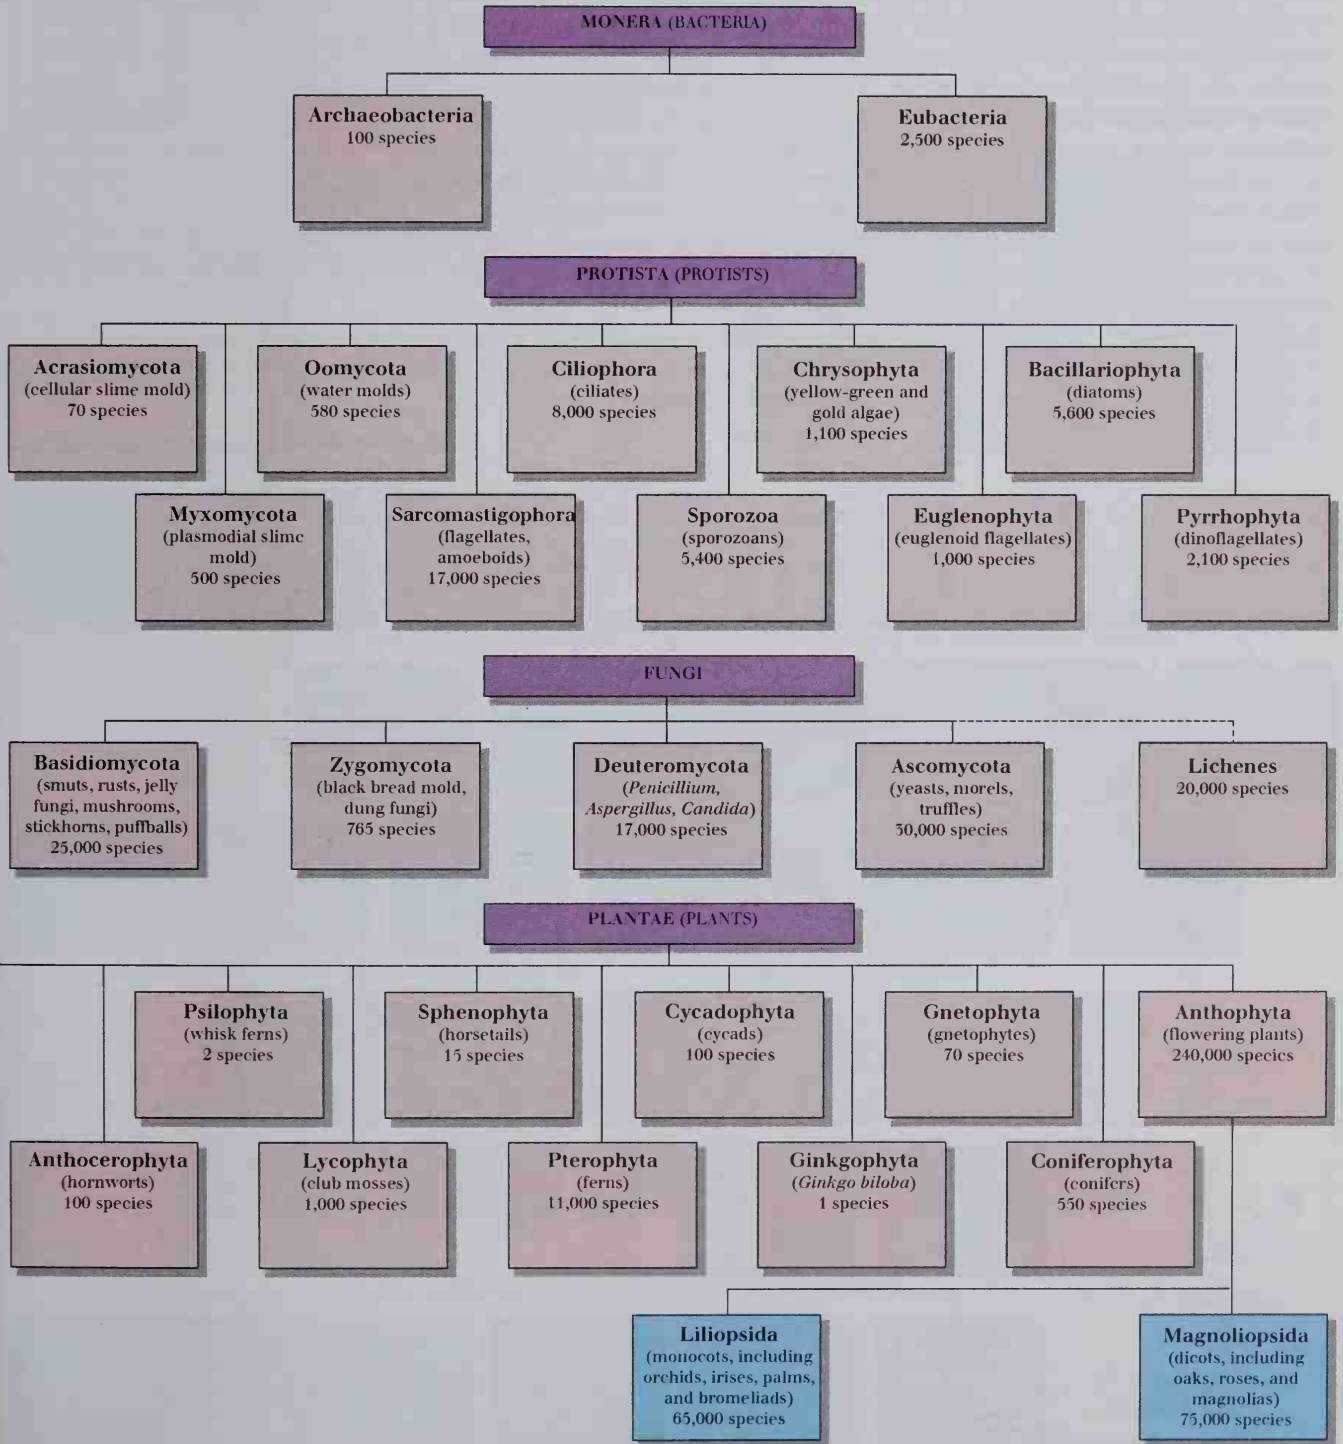 MONERA (BACTERIA)
Archaeobacteria
100 species
Eubacteria
2,500 species
PROTISTA (PROTISTS)
Acrasiomycota
(cellular slime mold)
70 species
Oomycota
(water molds)
580 species
Ciliophora
(ciliates)
8,000 species
Chrysophyta
(yellow-green and
gold algae)
1,100 species
Bacillariophyta
(diatoms)
5,600 species
Myxomycota
(plasmodial slime
mold)
500 species
Sarcomastigophora
(flagellates,
amoeboids)
17,000 species
Sporozoa
(sporozoans)
5,400 species
Euglenophyta
(euglenoid flagellates)
1,000 species
Pyrrhophyta
(dinoflagellates)
2,100 species
FUNGI
Basidiomycota
(smuts, rusts, jelly
fungi, mushrooms,
stickhorns, puffballs)
25,000 species
Zygomycota
(black bread mold,
dung fungi)
765 species
Deuteromycota
(Penicillium,
Aspergillus, Candida)
17,000 species
Ascomycota
(yeasts, morels,
truffles)
30,000 species
Lichenes
20,000 species
PLANTAE (PLANTS)
Psilophyta
(whisk ferns)
2 species
Sphenophyta
(horsetails)
15 species
Cycadophyta
(cycads)
100 species
Gnetophyta
(gnetophytes)
70 species
Anthophyta
(flowering plants)
240,000 species
Anthocerophyta
(hornworts)
100 species
Lycophyta
(club mosses)
1,000 species
Pterophyta
(ferns)
11,000 species
Ginkgophyta
(Ginkgo biloba)
1 species
Coniferophyta
(conifers)
550 species
Liliopsida
(monocots, including
orchids, irises, palms,
and bromeliads)
65,000 species
Magnoliopsida
(dicots, including
oaks, roses, and
magnolias)
75,000 species